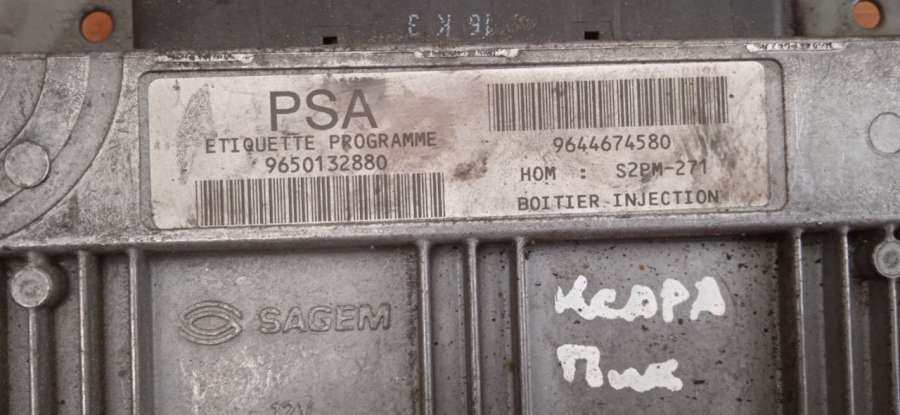 16 K 3
PSA
ETIQUETTE PROGRAMME
9650132880
9644674580
HOM : S2PM-271
BOITIER-INJECTION
SAGEM
КСАРА
Пик